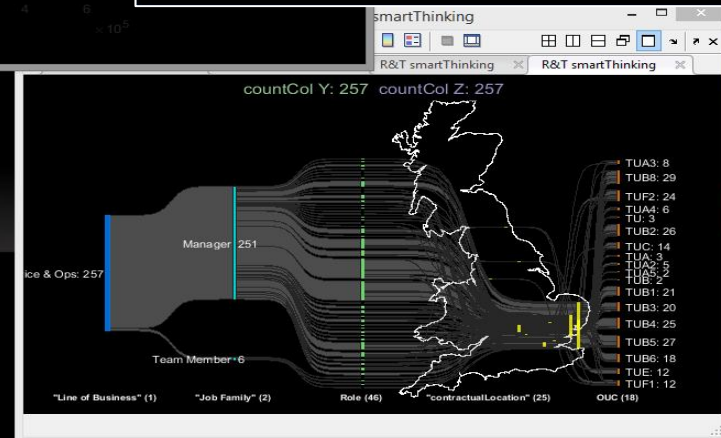 4 6
× 10⁵
smartThinking
R&T smartThinking R&T smartThinking
countCol Y: 257 countCol Z: 257
TUA3: 8
TUB8: 29
TUF2: 24
TUA4: 6
TU: 3
TUB2: 26
TUC: 14
TUA: 3
TUA2: 5
TUA5: 2
TUB: 2
TUB1: 21
TUB3: 20
TUB4: 25
TUB5: 27
TUB6: 18
TUE: 12
TUF1: 12
Manager 251
ice & Ops: 257
Team Member 6
"Line of Business" (1) "Job Family" (2) Role (46) "contractualLocation" (25) OUC (18)